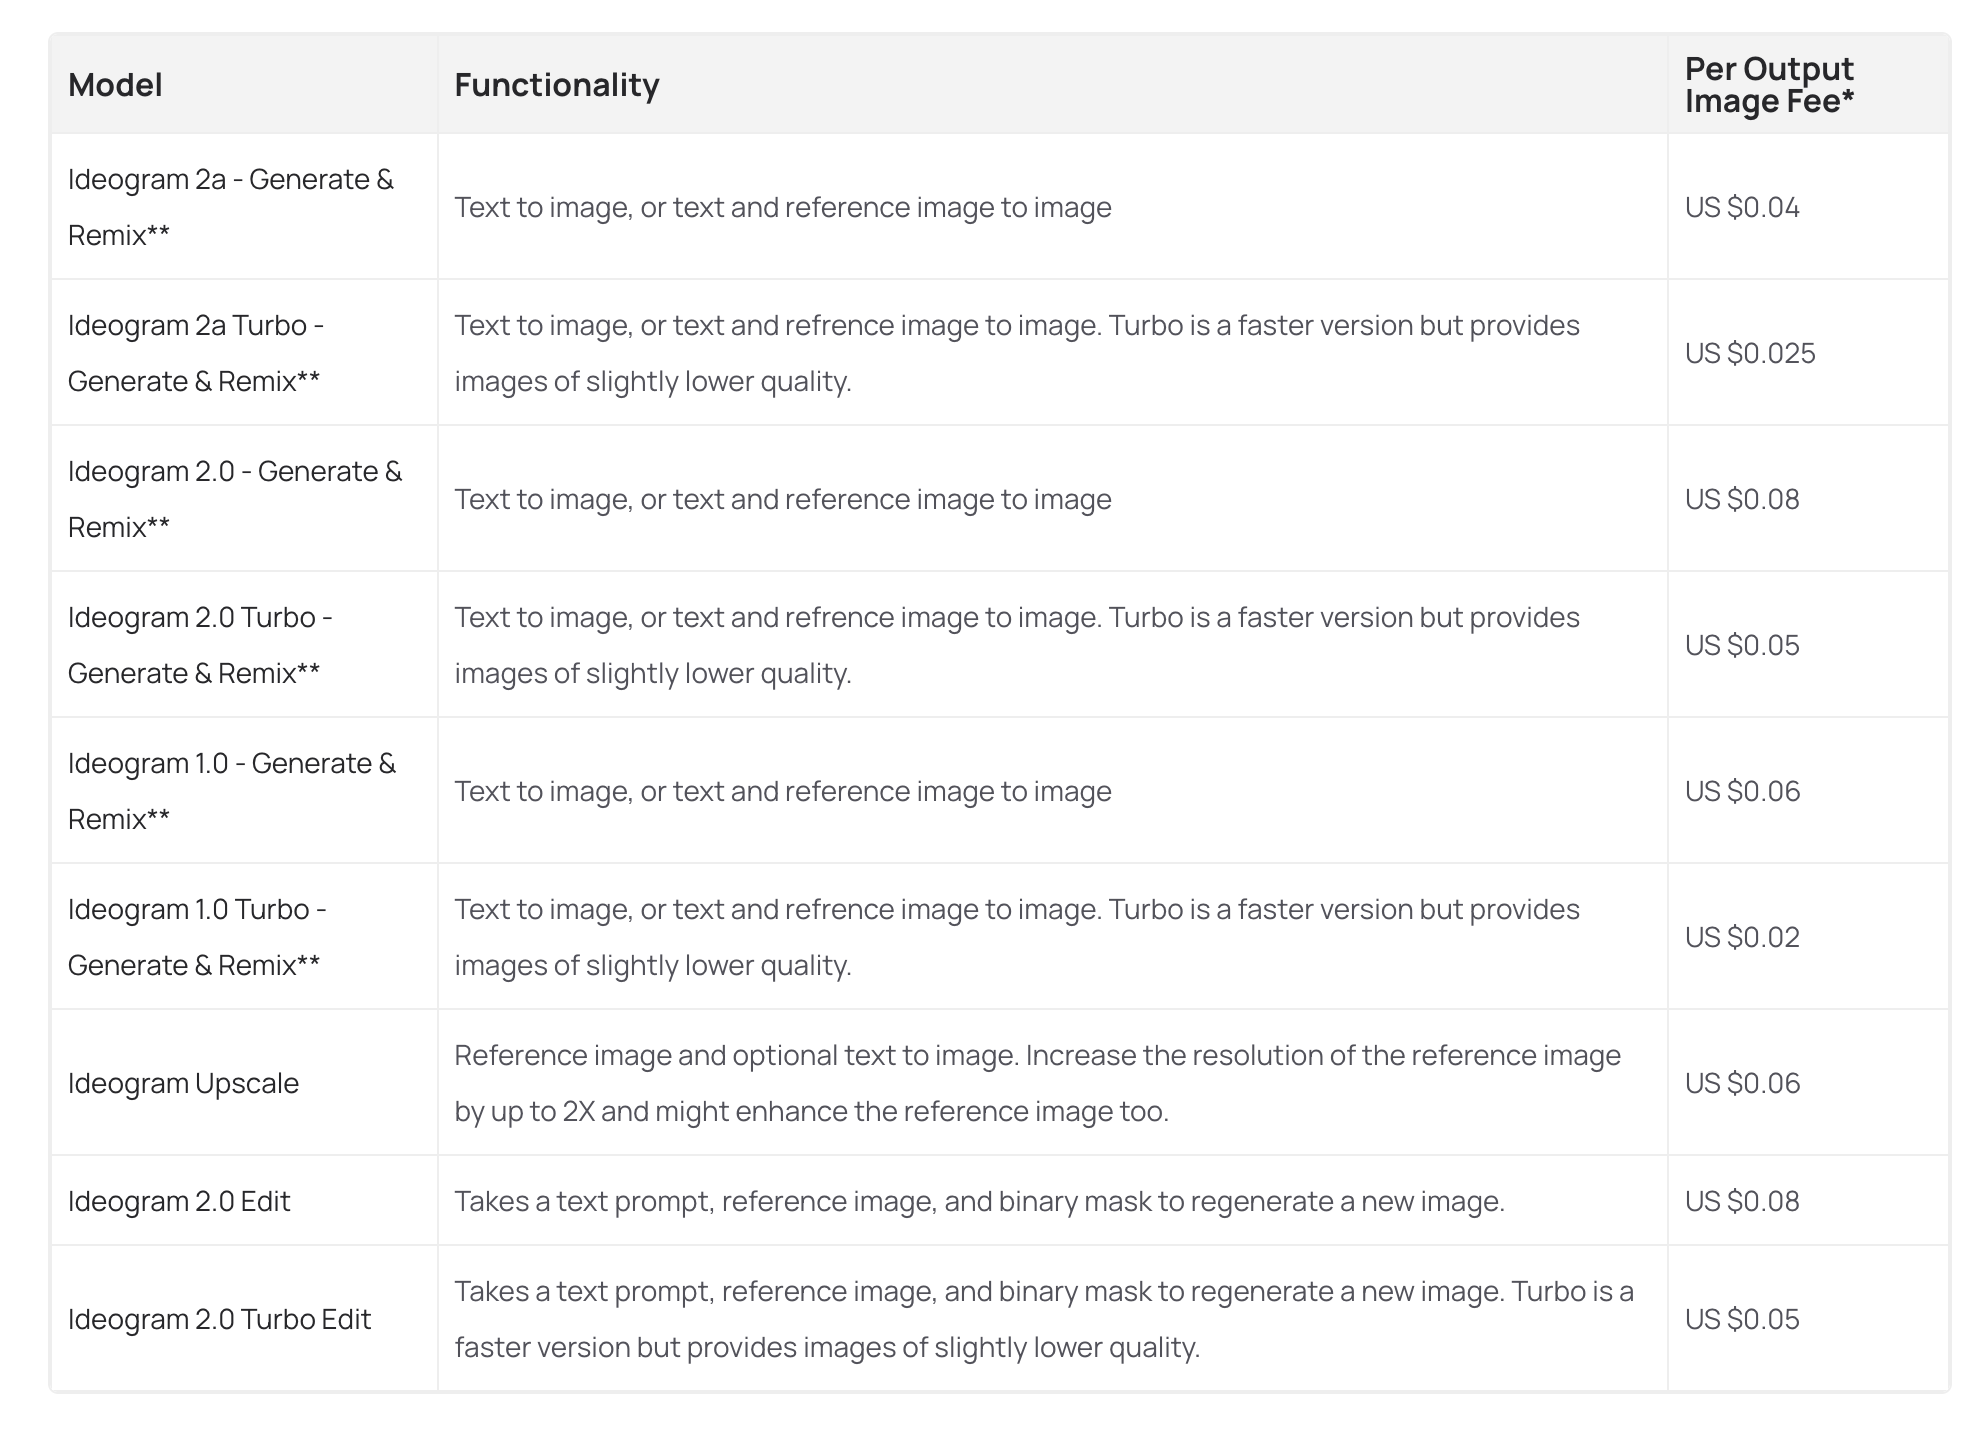 Model
Functionality
Per Output
Image Fee*
Ideogram 2a - Generate &
Remix**
Text to image, or text and reference image to image
US $0.04
Ideogram 2a Turbo -
Generate & Remix**
Text to image, or text and refrence image to image. Turbo is a faster version but provides
images of slightly lower quality.
US $0.025
Ideogram 2.0 - Generate &
Remix**
Text to image, or text and reference image to image
US $0.08
Ideogram 2.0 Turbo -
Generate & Remix**
Text to image, or text and refrence image to image. Turbo is a faster version but provides
images of slightly lower quality.
US $0.05
Ideogram 1.0 - Generate &
Remix**
Text to image, or text and reference image to image
US $0.06
Ideogram 1.0 Turbo -
Generate & Remix**
Text to image, or text and refrence image to image. Turbo is a faster version but provides
images of slightly lower quality.
US $0.02
Ideogram Upscale
Reference image and optional text to image. Increase the resolution of the reference image
by up to 2X and might enhance the reference image too.
US $0.06
Ideogram 2.0 Edit
Takes a text prompt, reference image, and binary mask to regenerate a new image.
US $0.08
Ideogram 2.0 Turbo Edit
Takes a text prompt, reference image, and binary mask to regenerate a new image. Turbo is a
faster version but provides images of slightly lower quality.
US $0.05